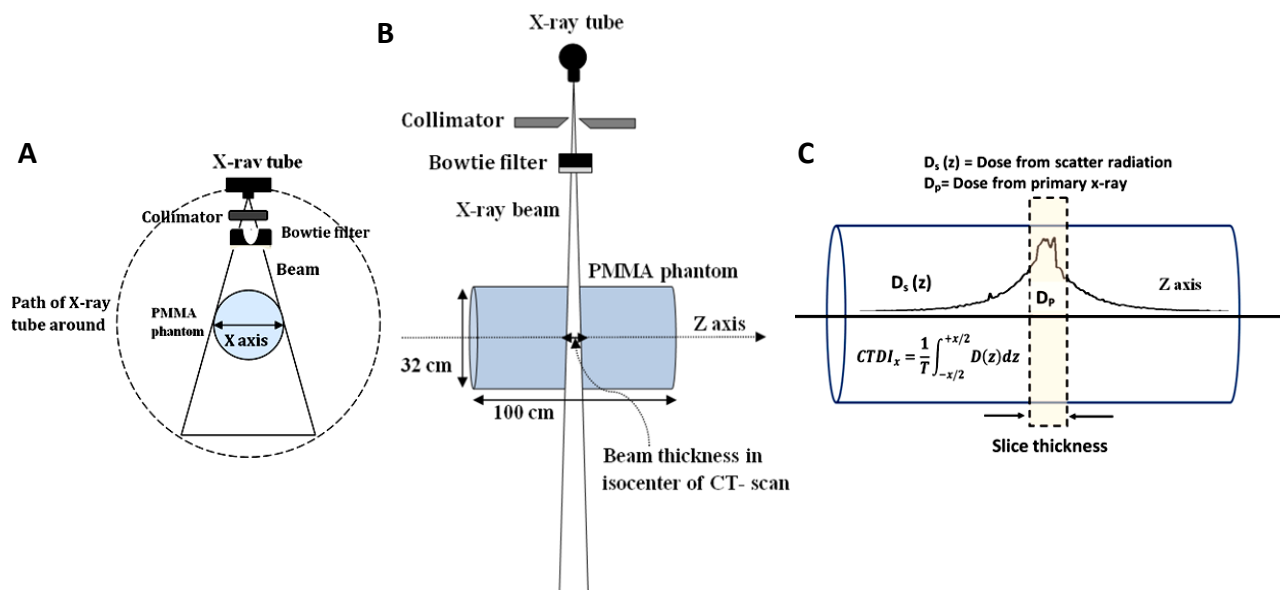 A
X-ray tube
Collimator
Bowtie filter
Beam
Path of X-ray
tube around
PMMA
phantom
X axis
B
X-ray tube
Collimator
Bowtie filter
X-ray beam
PMMA phantom
Z axis
32 cm
100 cm
Beam thickness in
isocenter of CT- scan
C
Ds (z) = Dose from scatter radiation
DP= Dose from primary x-ray
Ds (z)
DP
Z axis
CTDIx = 1/T ∫_{-x/2}^{+x/2} D(z)dz
Slice thickness